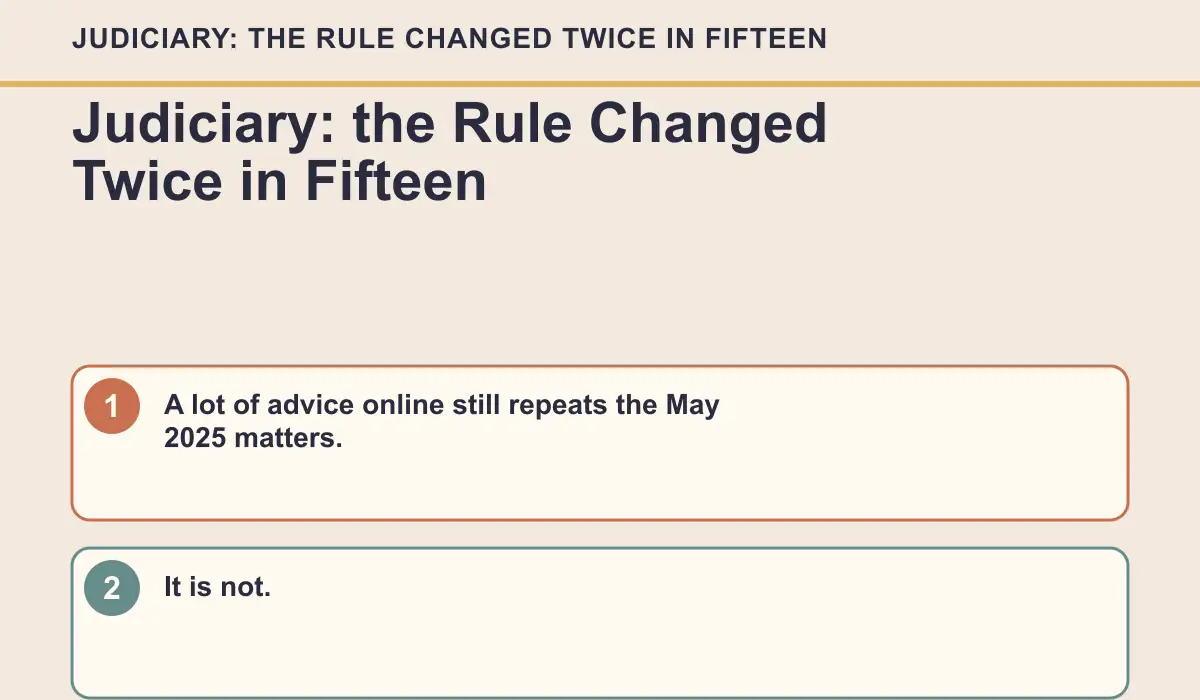 JUDICIARY: THE RULE CHANGED TWICE IN FIFTEEN
Judiciary: the Rule Changed
Twice in Fifteen
1
A lot of advice online still repeats the May
2025 matters.
2
It is not.